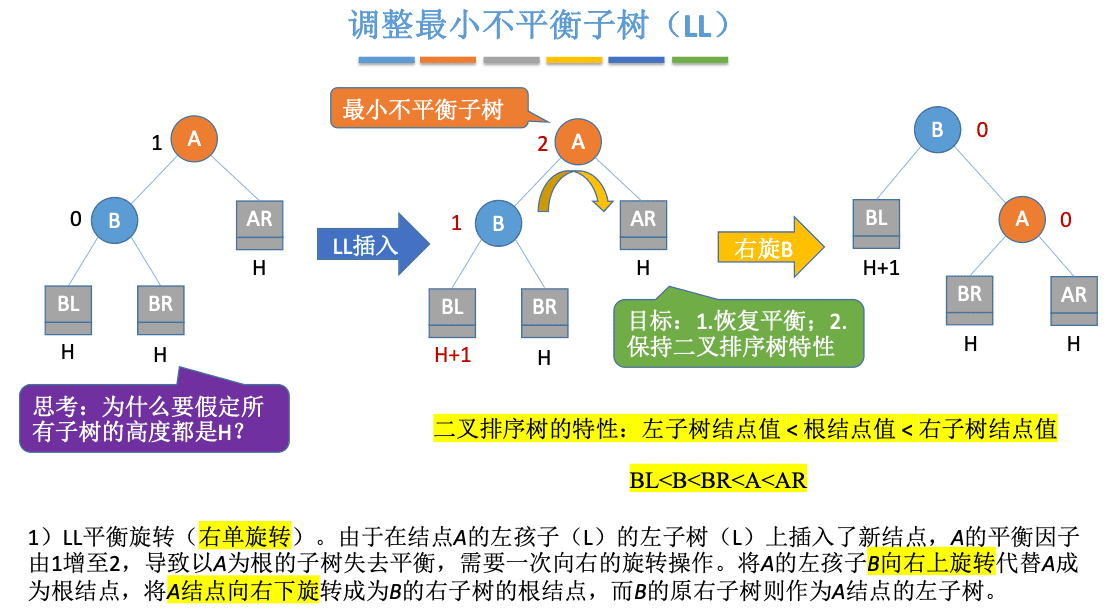 调整最小不平衡子树（LL）
最小不平衡子树
1
A
0
B
AR
H
BL
BR
H
H
思考：为什么要假定所
有子树的高度都是H?
LL插入
2
A
1
B
AR
H
BL
BR
H+1
H
目标：1.恢复平衡；2.
保持二叉排序树特性
右旋B
B
0
BL
H+1
A
0
BR
AR
H
H
二叉排序树的特性：左子树结点值 < 根结点值 < 右子树结点值
BL<B<BR<A<AR
1）LL平衡旋转（右单旋转）。由于在结点A的左孩子（L）的左子树（L）上插入了新结点，A的平衡因子
由1增至2，导致以A为根的子树失去平衡，需要一次向右的旋转操作。将A的左孩子B向右上旋转代替A成
为根结点，将A结点向右下旋转成为B的右子树的根结点，而B的原右子树则作为A结点的左子树。